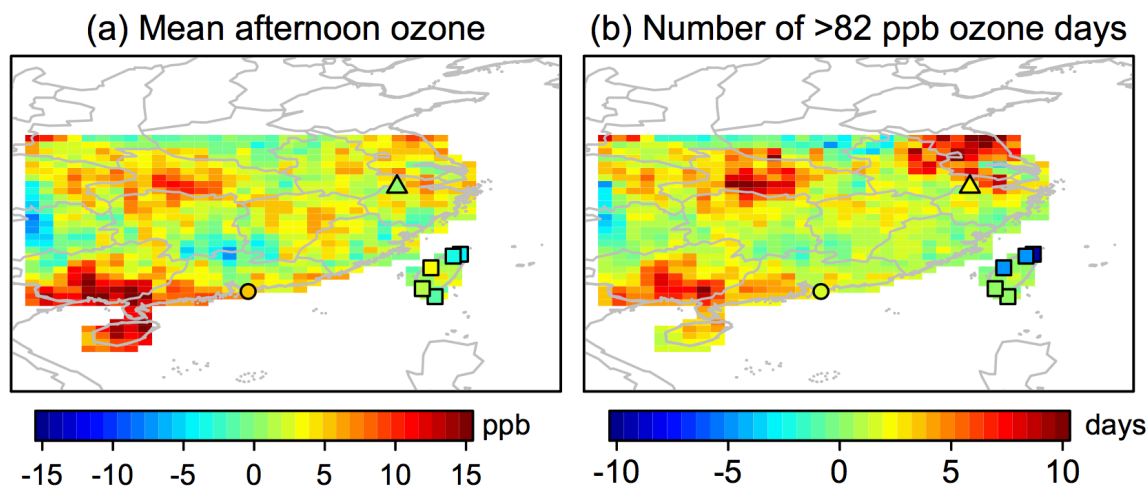 (a) Mean afternoon ozone
(b) Number of >82 ppb ozone days
ppb
-15 -10 -5 0 5 10 15
days
-10 -5 0 5 10